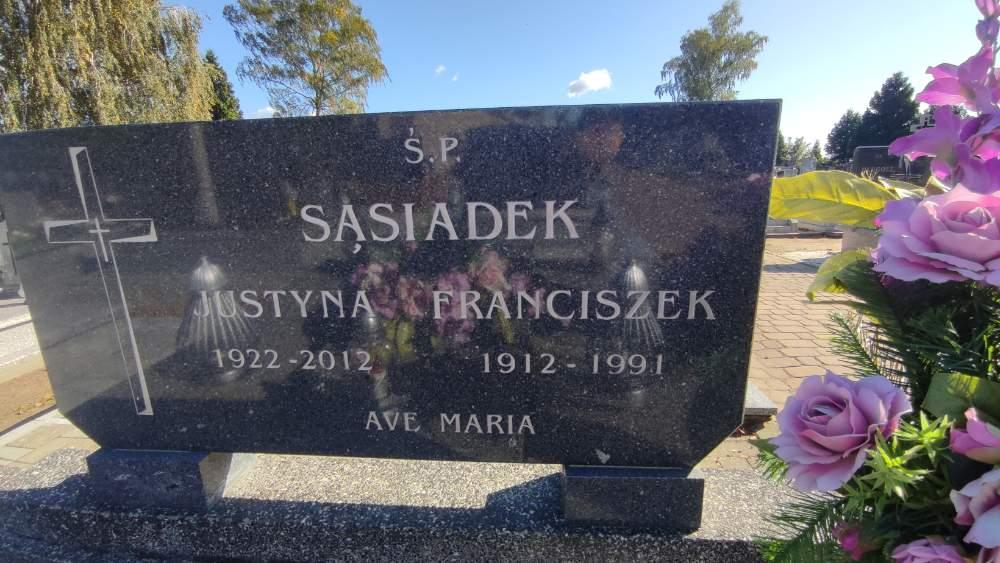 Ś.P.
SĄSIADEK
JUSTYNA FRANCISZEK
1922-2012 1912-1991
AVE MARIA